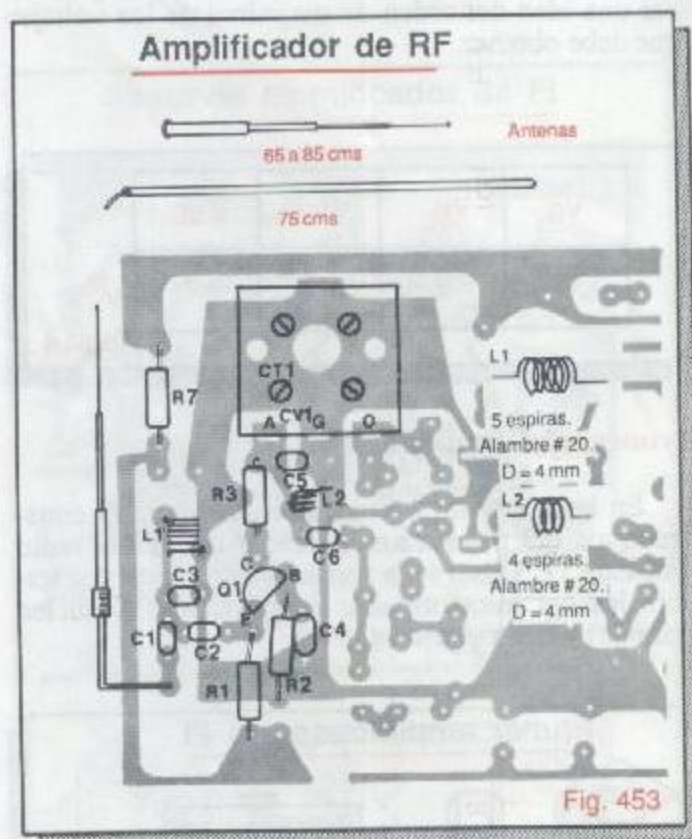 Amplificador de RF
Antenas
65 a 85 cms
75 cms
CT1
R7
CV1
A G O
L1
5 espiras.
Alambre # 20.
D = 4 mm
L2
4 espiras.
Alambre # 20.
D = 4 mm
C5
R3
L2
L1
C6
C3
C
B
Q1
E
C1
C2
C4
R1
R2
Fig. 453